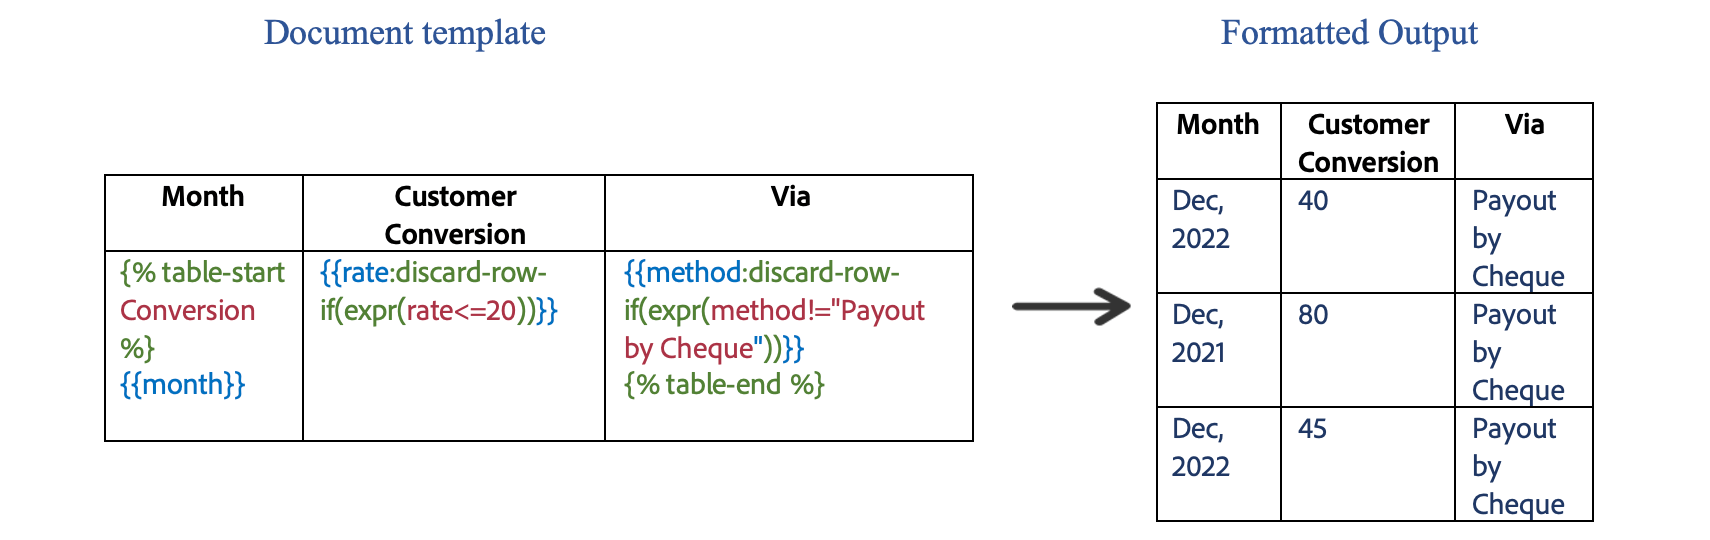 Document template
Formatted Output
Month
Customer
Conversion
Via
{% table-start
Conversion
%}
{{month}}
{{rate:discard-row-
if(expr(rate<=20))}}
{{method:discard-row-
if(expr(method!="Payout
by Cheque"))}}
{% table-end %}
Month
Customer
Conversion
Via
Dec,
2022
40
Payout
by
Cheque
Dec,
2021
80
Payout
by
Cheque
Dec,
2022
45
Payout
by
Cheque